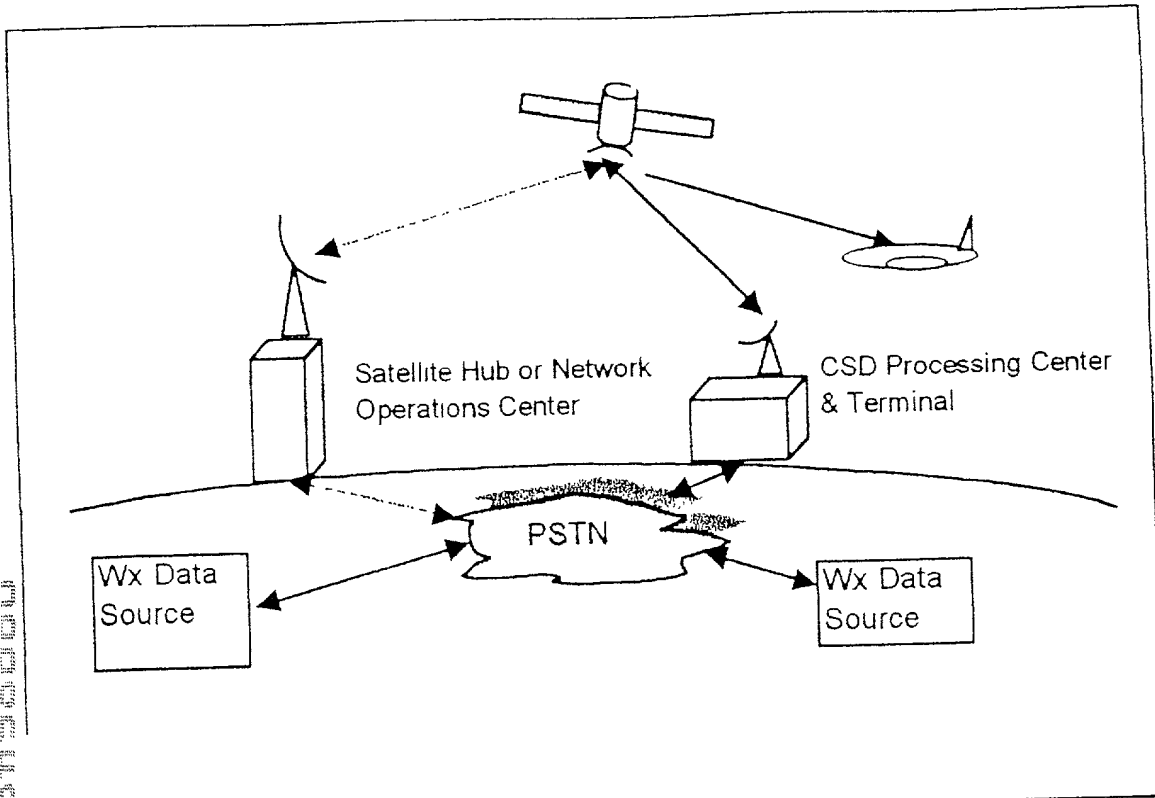 Satellite Hub or Network
Operations Center
CSD Processing Center
& Terminal
PSTN
Wx Data
Source
Wx Data
Source